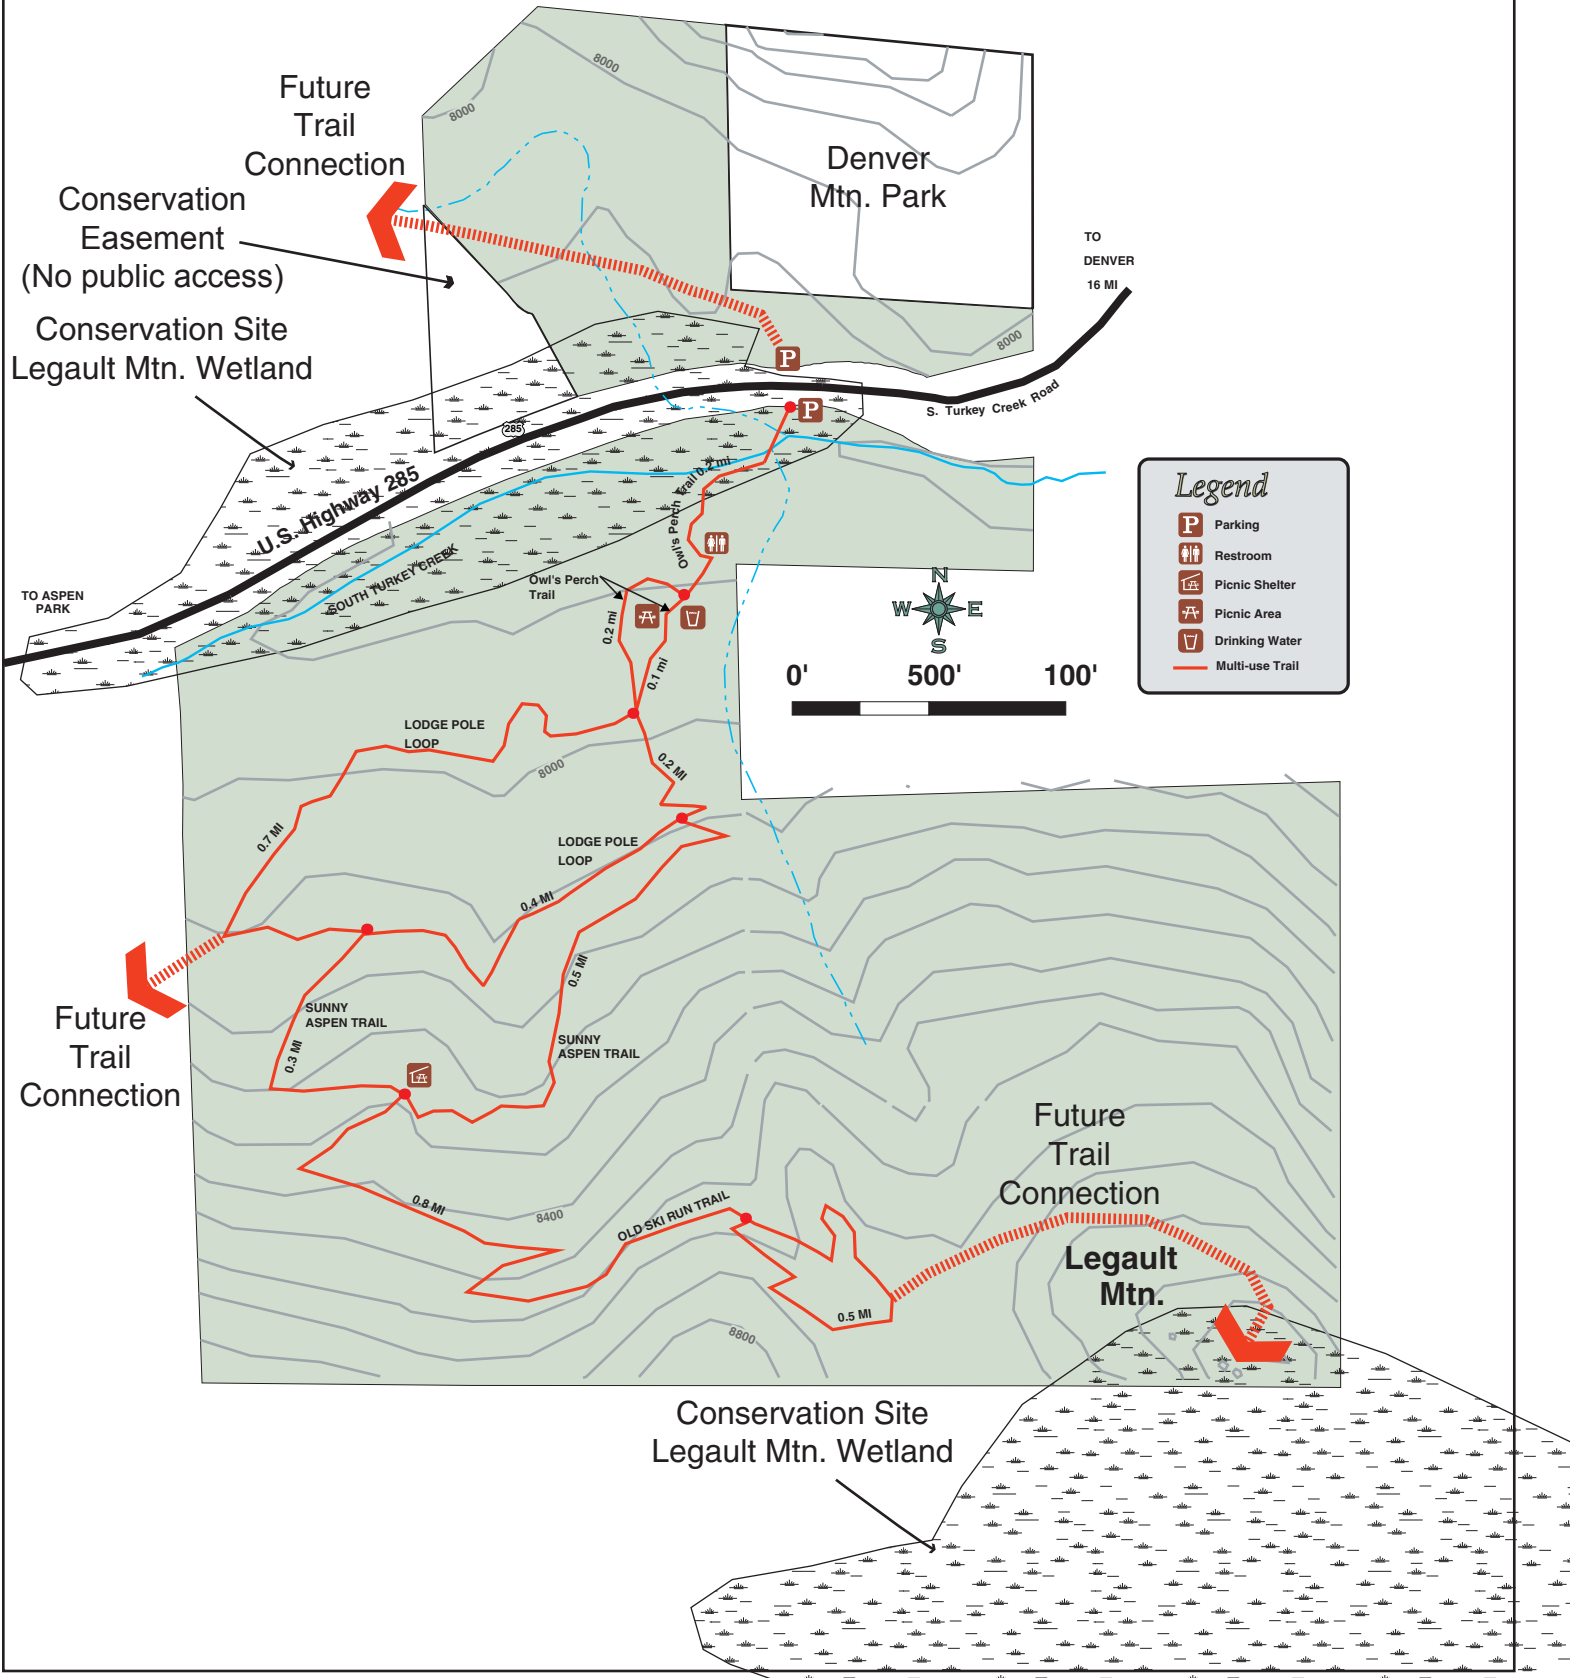 8000
8000
Future
Trail
Connection
Denver
Mtn. Park
Conservation
Easement
(No public access)
TO
DENVER
16 MI
Conservation Site
Legault Mtn. Wetland
8000
P
P
S. Turkey Creek Road
285
U.S. Highway 285
Owl's Perch Trail 0.2 mi
SOUTH TURKEY CREEK
TO ASPEN
PARK
Owl's Perch
Trail
0.2 mi
0.1 mi
N
W E
S
0' 500' 100'
Legend
P Parking
Restroom
Picnic Shelter
Picnic Area
Drinking Water
Multi-use Trail
LODGE POLE
LOOP
8000
0.2 MI
0.7 MI
LODGE POLE
LOOP
0.4 MI
0.5 MI
SUNNY
ASPEN TRAIL
0.3 MI
SUNNY
ASPEN TRAIL
Future
Trail
Connection
Future
Trail
Connection
0.8 MI
8400
OLD SKI RUN TRAIL
Legault
Mtn.
0.5 MI
8800
Conservation Site
Legault Mtn. Wetland